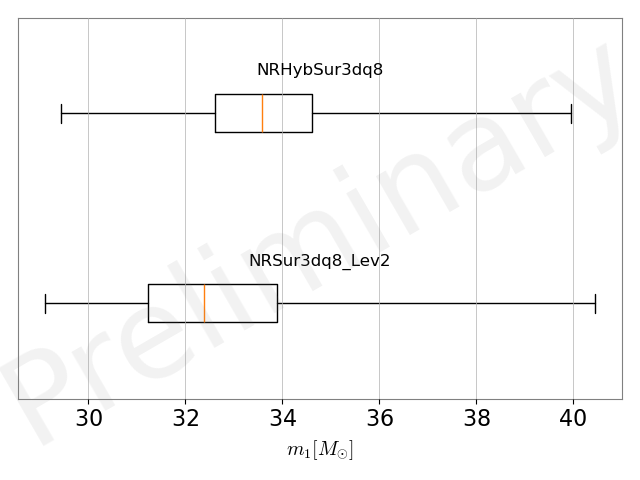 NRHybSur3dq8
NRSur3dq8_Lev2
Preliminary
30 32 34 36 38 40
m₁[M⊙]